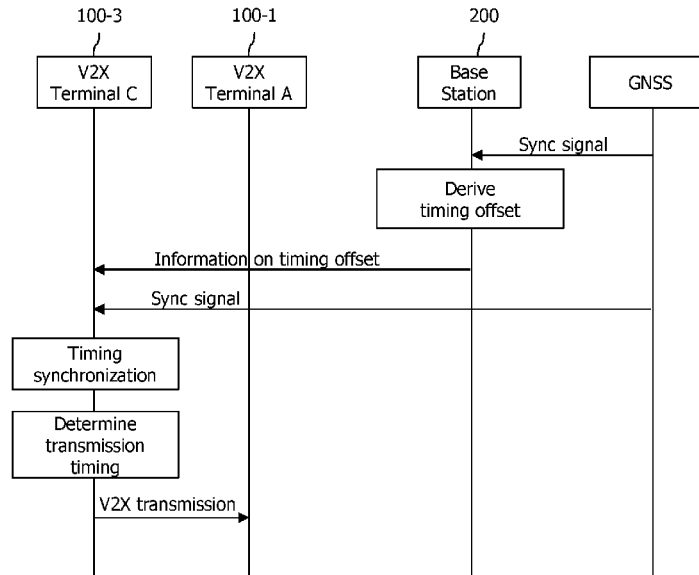 100-3
100-1
200
V2X
Terminal C
V2X
Terminal A
Base
Station
GNSS
Sync signal
Derive
timing offset
Information on timing offset
Sync signal
Timing
synchronization
Determine
transmission
timing
V2X transmission